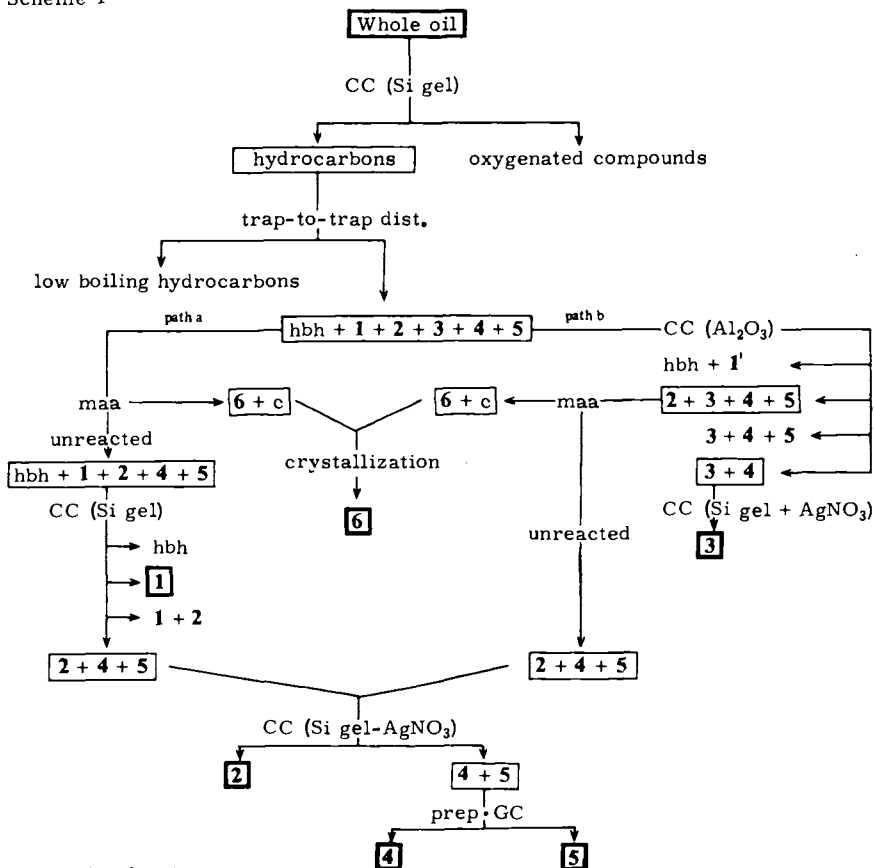 Scheme 1
Whole oil
CC (Si gel)
hydrocarbons
oxygenated compounds
trap-to-trap dist.
low boiling hydrocarbons
path a
hbh + 1 + 2 + 3 + 4 + 5
path b
CC (Al2O3)
hbh + 1'
maa
6 + c
6 + c
maa
2 + 3 + 4 + 5
unreacted
3 + 4 + 5
hbh + 1 + 2 + 4 + 5
crystallization
3 + 4
CC (Si gel)
6
CC (Si gel + AgNO3)
hbh
unreacted
3
1
1 + 2
2 + 4 + 5
2 + 4 + 5
CC (Si gel-AgNO3)
2
4 + 5
prep·GC
4
5